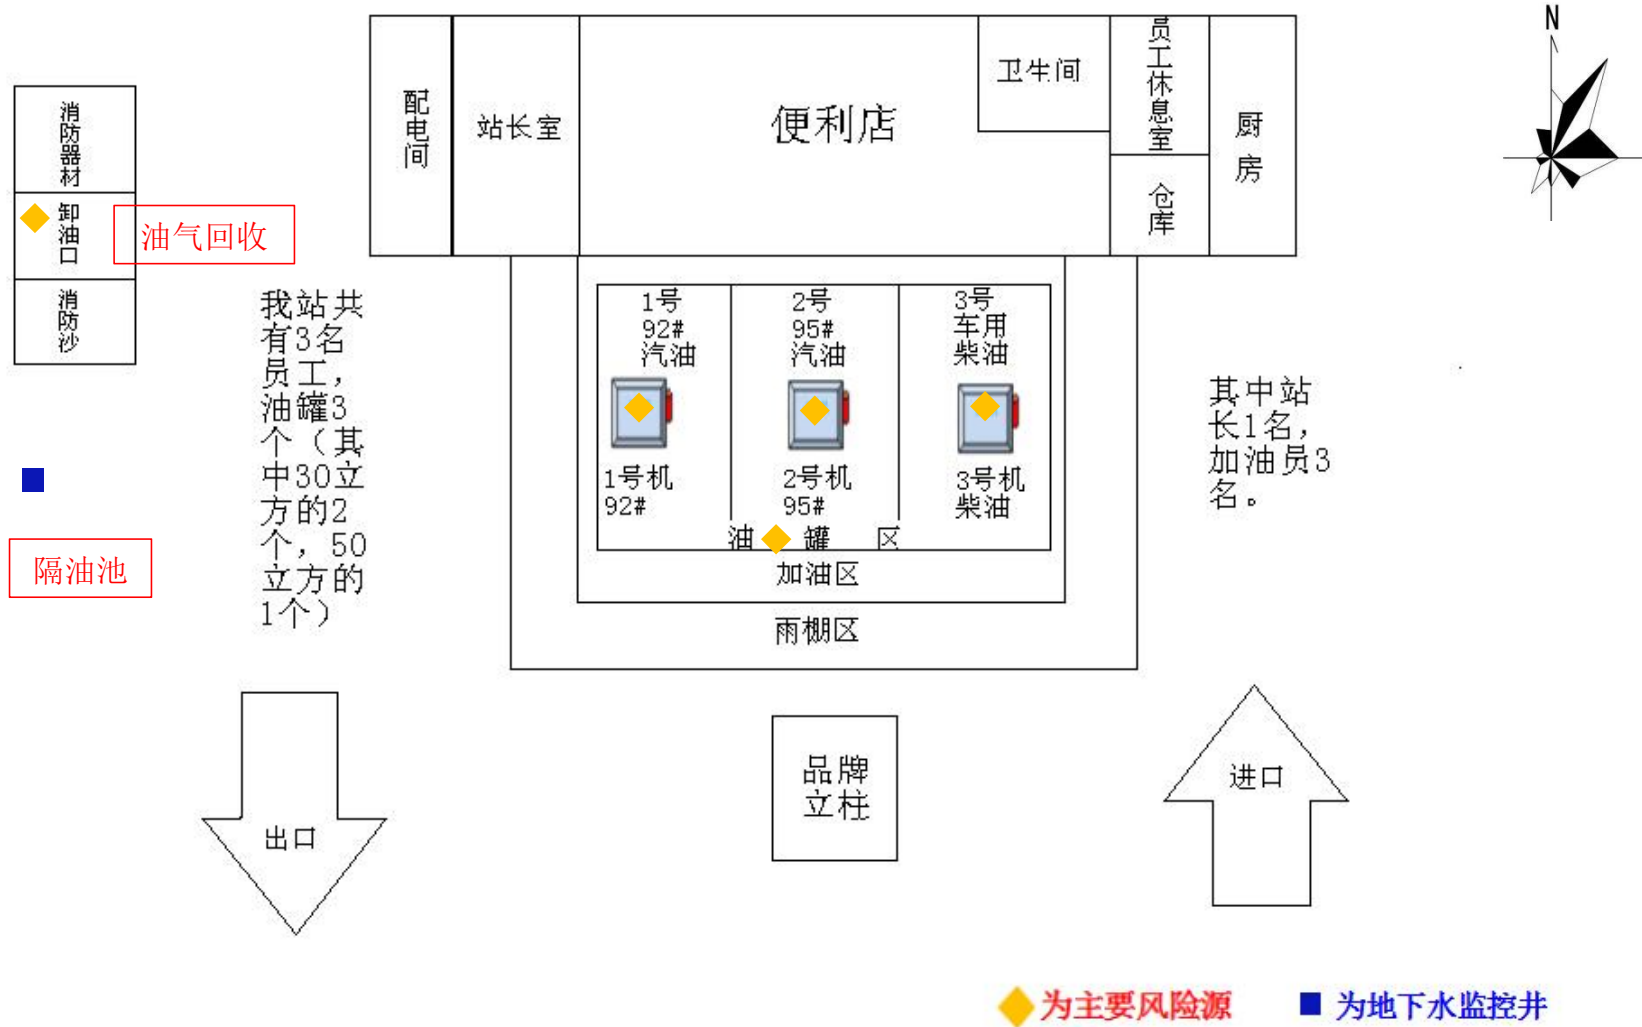 N
消防器材
卸油口
消防沙
油气回收
配电间
站长室
便利店
卫生间
员工休息室
仓库
厨房
我站共
有3名
员工，
油罐3
个（其
中30立
方的2
个，50
立方的
1个）
1号
92#
汽油
2号
95#
汽油
3号
车用
柴油
1号机
92#
2号机
95#
3号机
柴油
油罐 区
加油区
雨棚区
其中站
长1名，
加油员3
名。
隔油池
出口
品牌
立柱
进口
为主要风险源
为地下水监控井